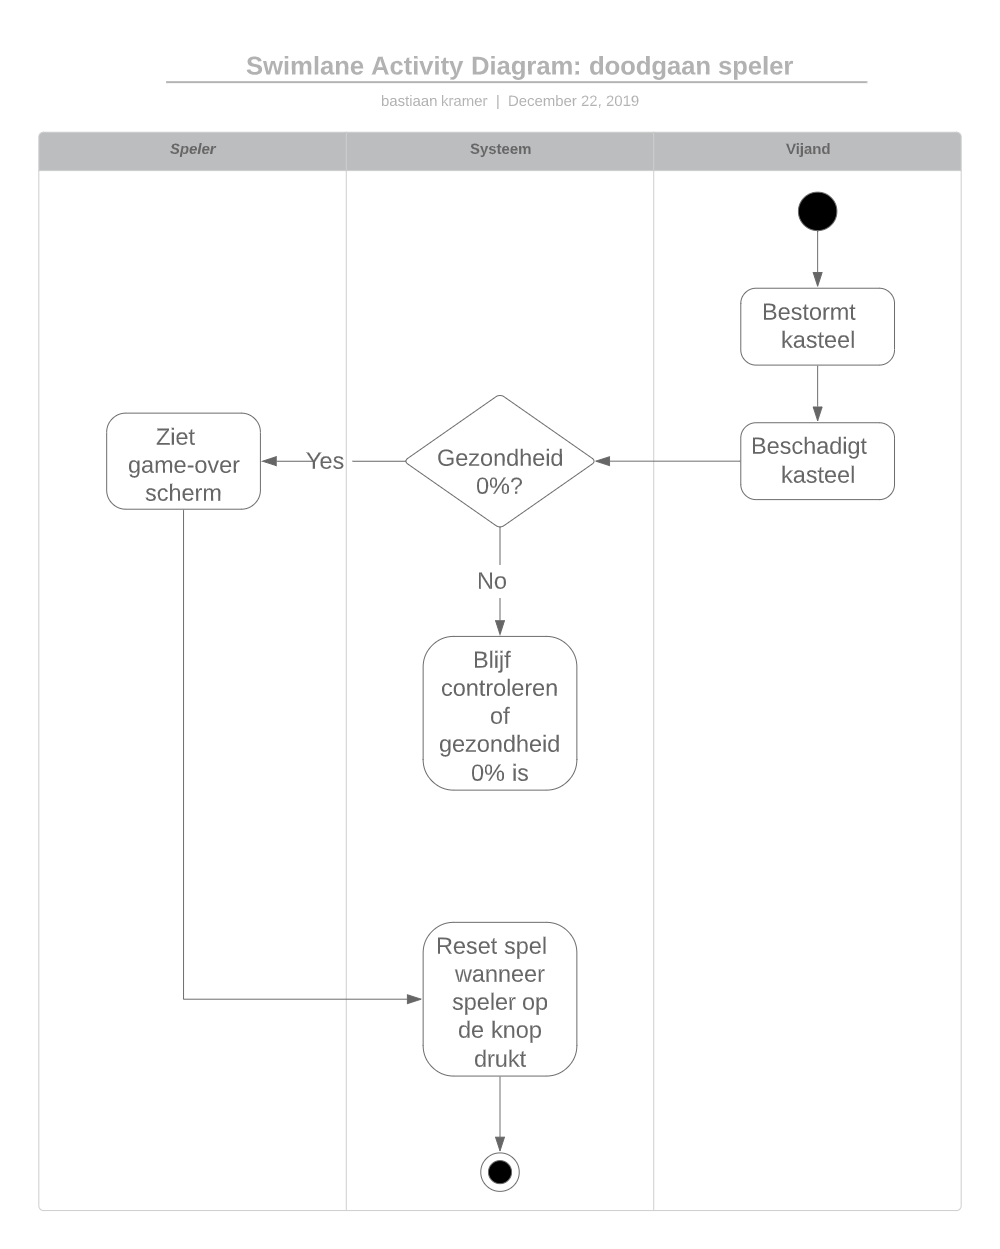 Swimlane Activity Diagram: doodgaan speler
bastiaan kramer | December 22, 2019
Speler
Systeem
Vijand
Bestormt
kasteel
Beschadigt
kasteel
Gezondheid
0%?
Yes
Ziet
game-over
scherm
No
Blijf
controleren
of
gezondheid
0% is
Reset spel
wanneer
speler op
de knop
drukt